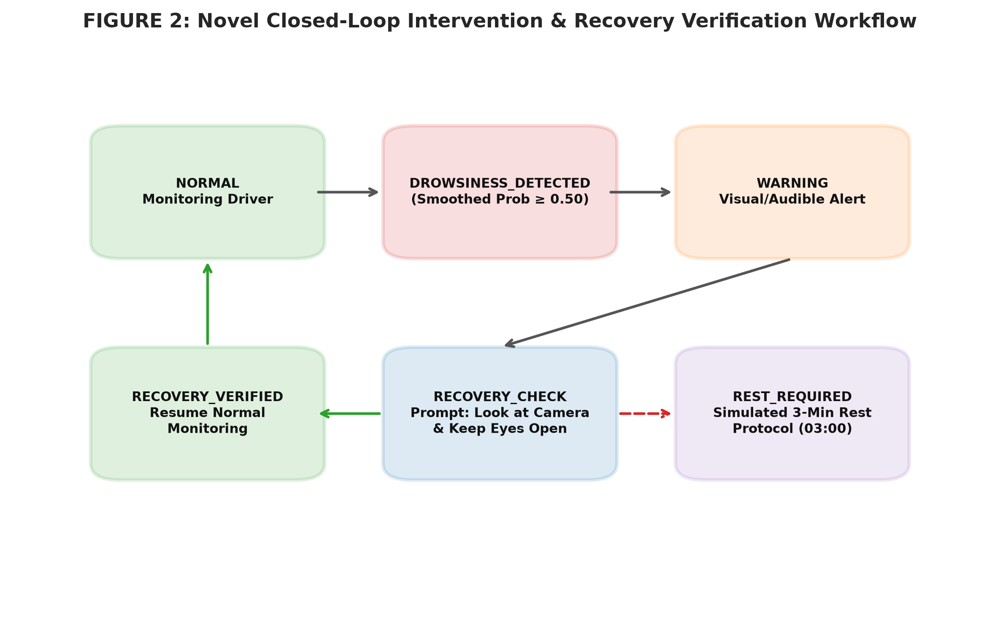 FIGURE 2: Novel Closed-Loop Intervention & Recovery Verification Workflow
NORMAL
Monitoring Driver
DROWSINESS_DETECTED
(Smoothed Prob ≥ 0.50)
WARNING
Visual/Audible Alert
RECOVERY_VERIFIED
Resume Normal
Monitoring
RECOVERY_CHECK
Prompt: Look at Camera
& Keep Eyes Open
REST_REQUIRED
Simulated 3-Min Rest
Protocol (03:00)